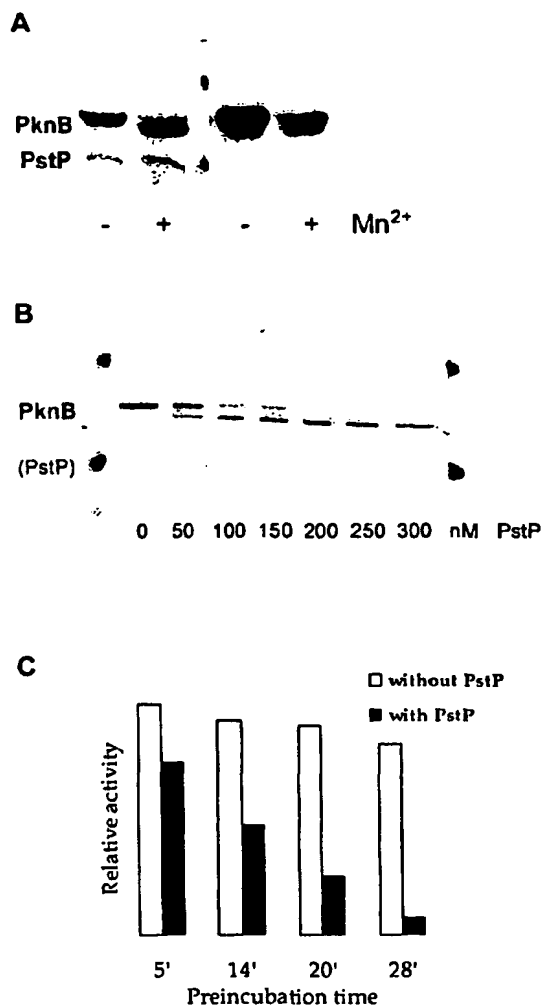 A
PknB
PstP
- + - + Mn²⁺
B
PknB
(PstP)
0 50 100 150 200 250 300 nM PstP
C
without PstP
with PstP
Relative activity
5' 14' 20' 28'
Preincubation time